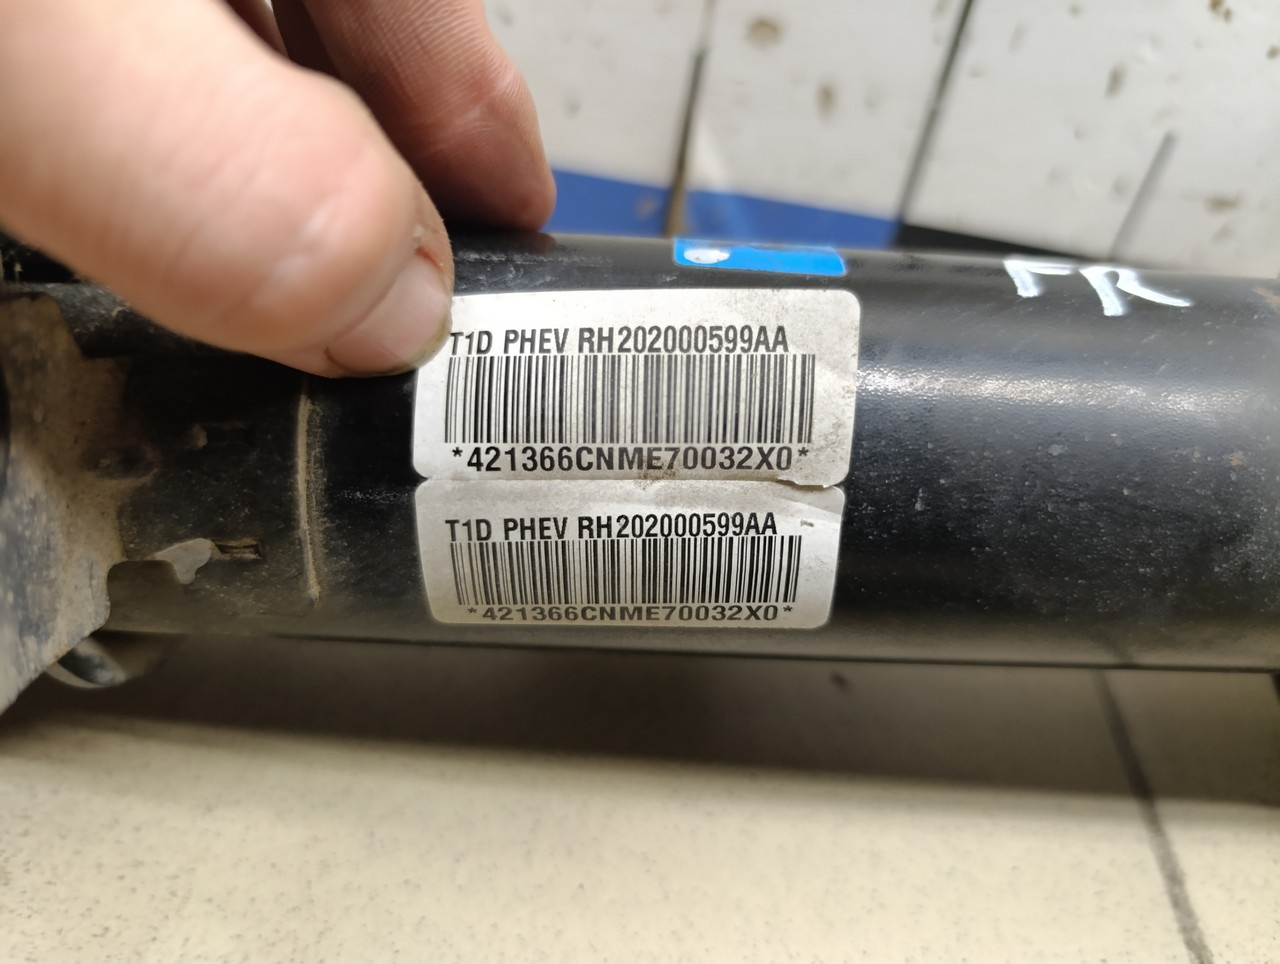 FR
T1D PHEV RH202000599AA
*421366CNME70032X0*
T1D PHEV RH202000599AA
*421366CNME70032X0*